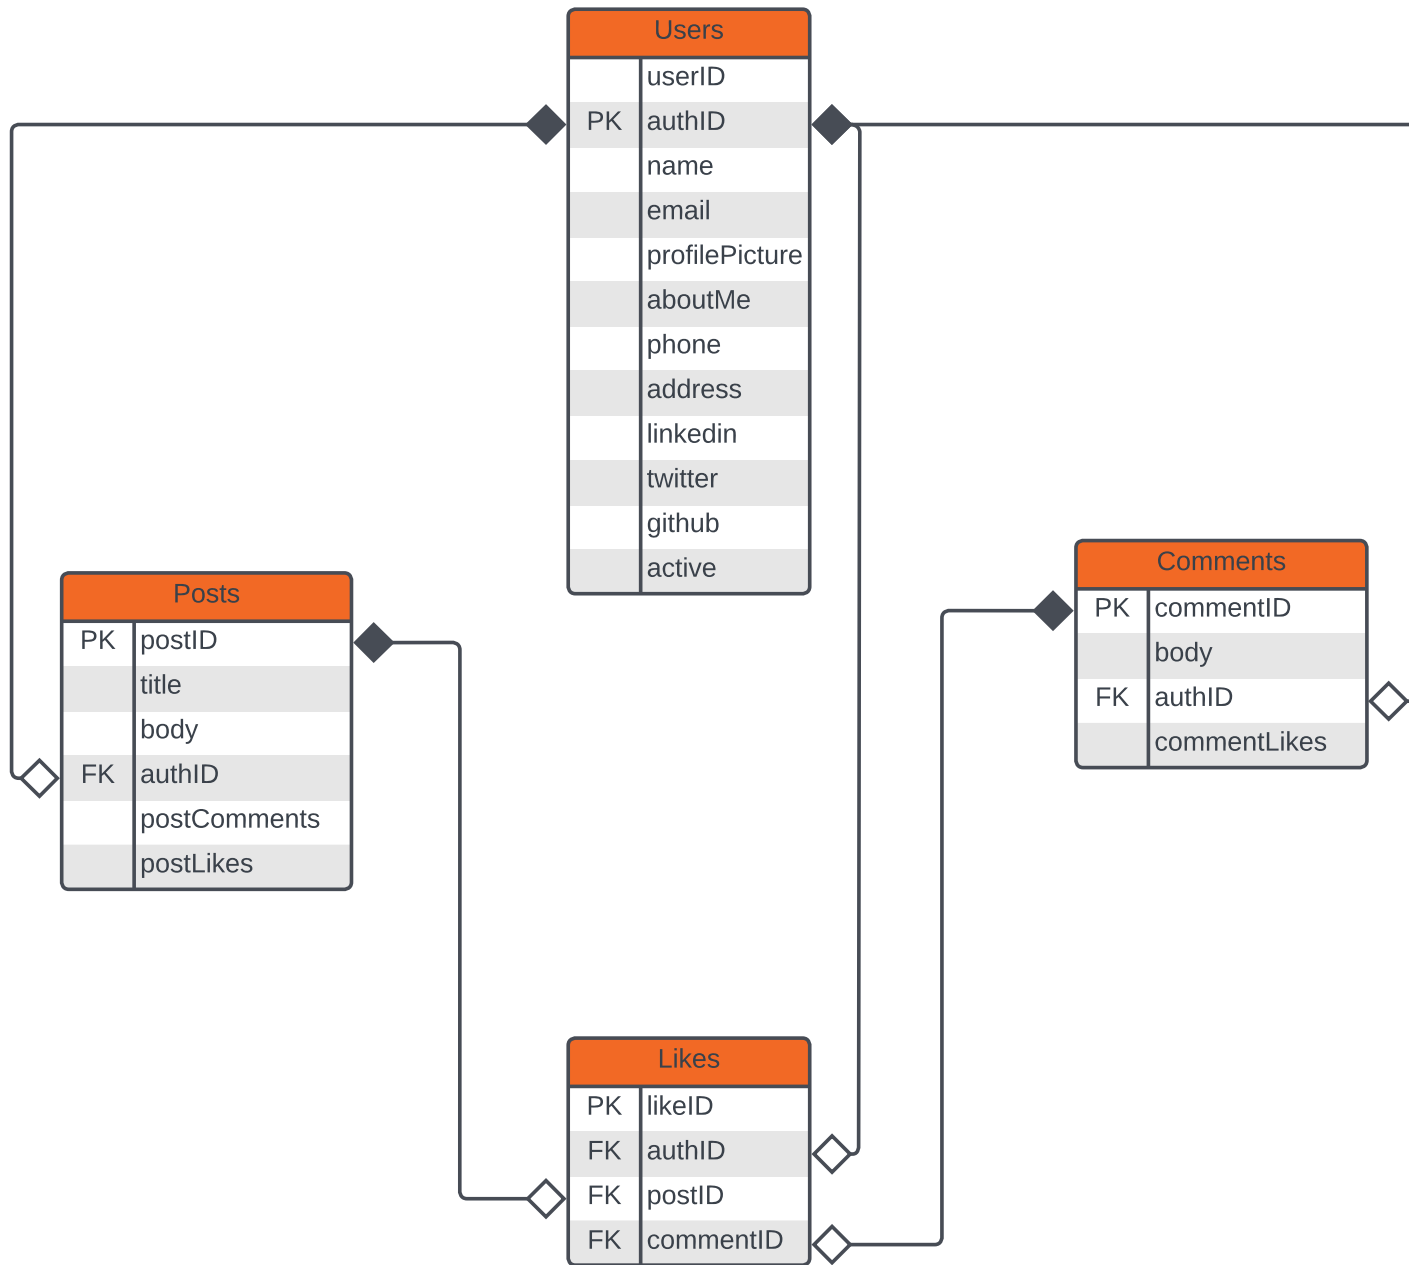 Users
userID
PK authID
name
email
profilePicture
aboutMe
phone
address
linkedin
twitter
github
active
Posts
PK postID
title
body
FK authID
postComments
postLikes
Comments
PK commentID
body
FK authID
commentLikes
Likes
PK likeID
FK authID
FK postID
FK commentID